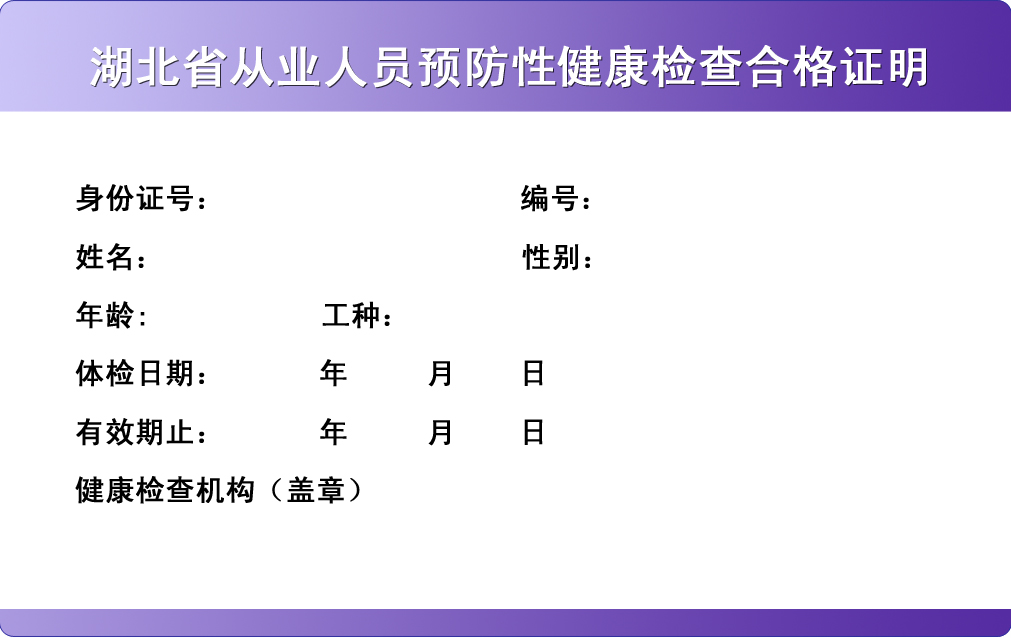 湖北省从业人员预防性健康检查合格证明
身份证号： 编号：
姓名： 性别：
年龄: 工种：
体检日期： 年 月 日
有效期止： 年 月 日
健康检查机构（盖章）